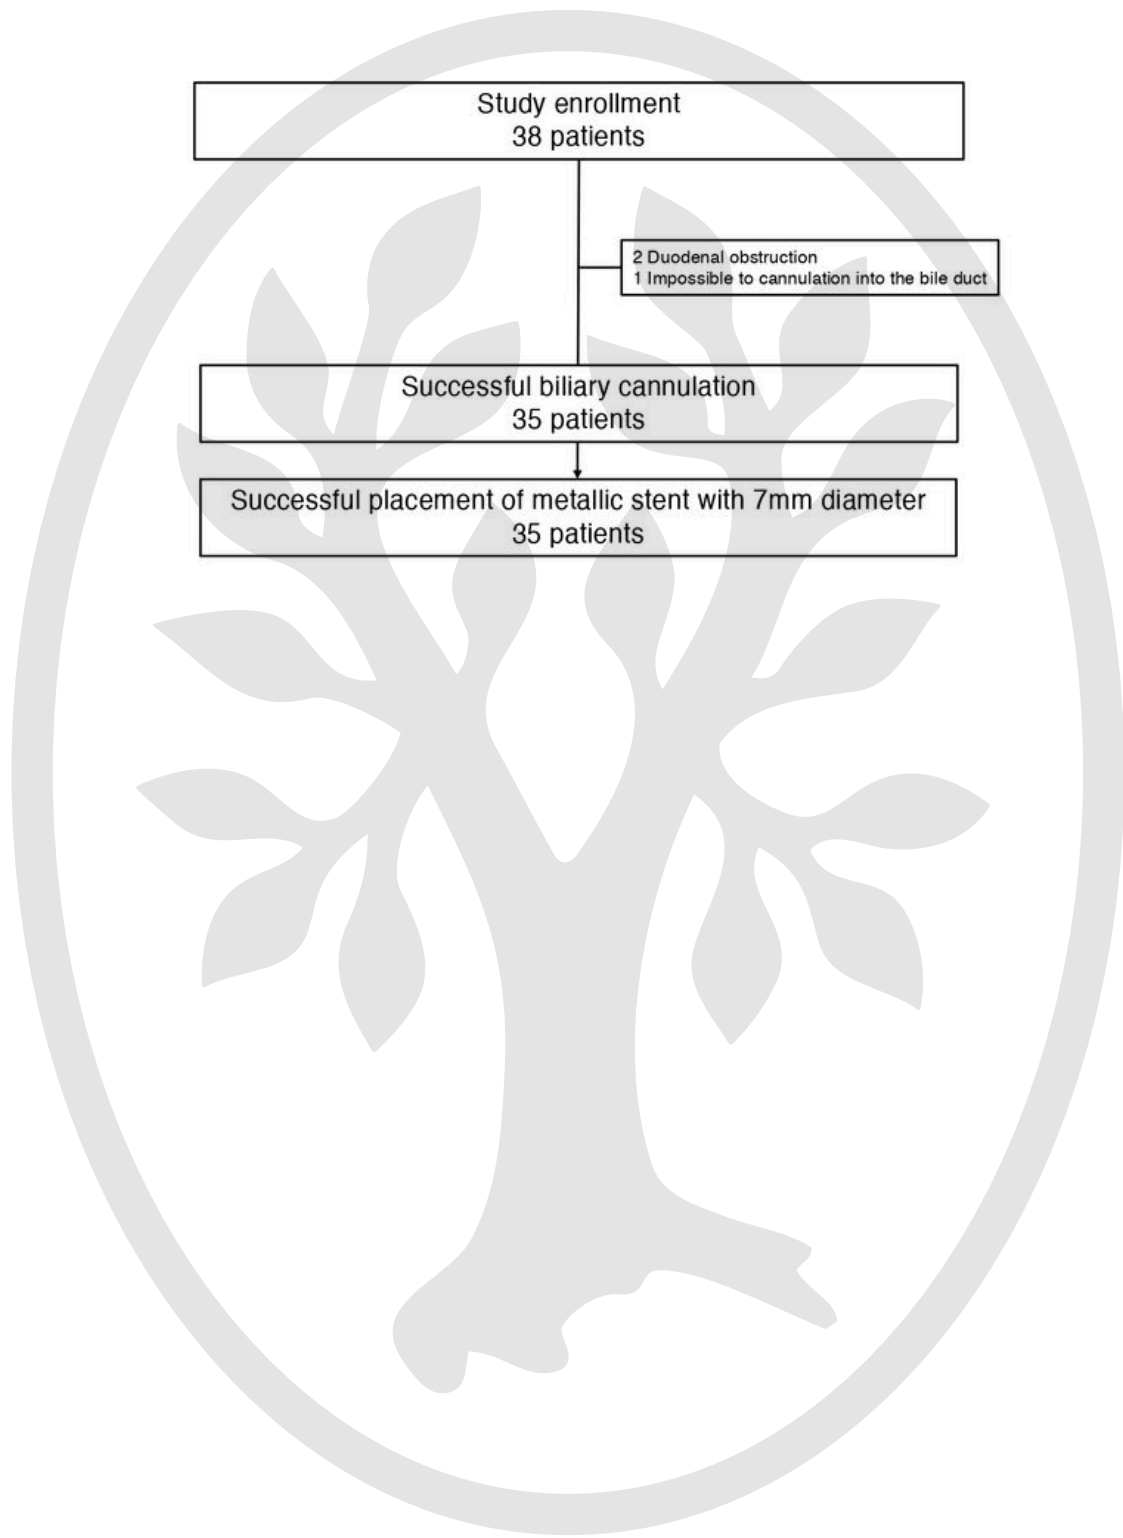 Study enrollment
38 patients
2 Duodenal obstruction
1 Impossible to cannulation into the bile duct
Successful biliary cannulation
35 patients
Successful placement of metallic stent with 7mm diameter
35 patients